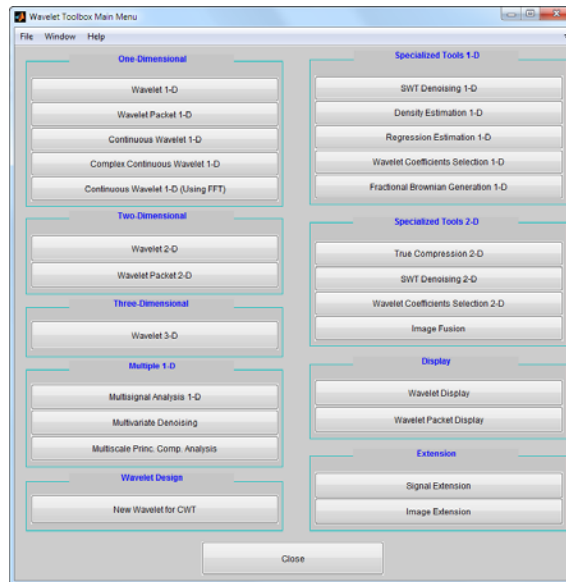 Wavelet Toolbox Main Menu
File Window Help
One-Dimensional
Wavelet 1-D
Wavelet Packet 1-D
Continuous Wavelet 1-D
Complex Continuous Wavelet 1-D
Continuous Wavelet 1-D (Using FFT)
Two-Dimensional
Wavelet 2-D
Wavelet Packet 2-D
Three-Dimensional
Wavelet 3-D
Multiple 1-D
Multisignal Analysis 1-D
Multivariate Denoising
Multiscale Princ. Comp. Analysis
Wavelet Design
New Wavelet for CWT
Specialized Tools 1-D
SWT Denoising 1-D
Density Estimation 1-D
Regression Estimation 1-D
Wavelet Coefficients Selection 1-D
Fractional Brownian Generation 1-D
Specialized Tools 2-D
True Compression 2-D
SWT Denoising 2-D
Wavelet Coefficients Selection 2-D
Image Fusion
Display
Wavelet Display
Wavelet Packet Display
Extension
Signal Extension
Image Extension
Close